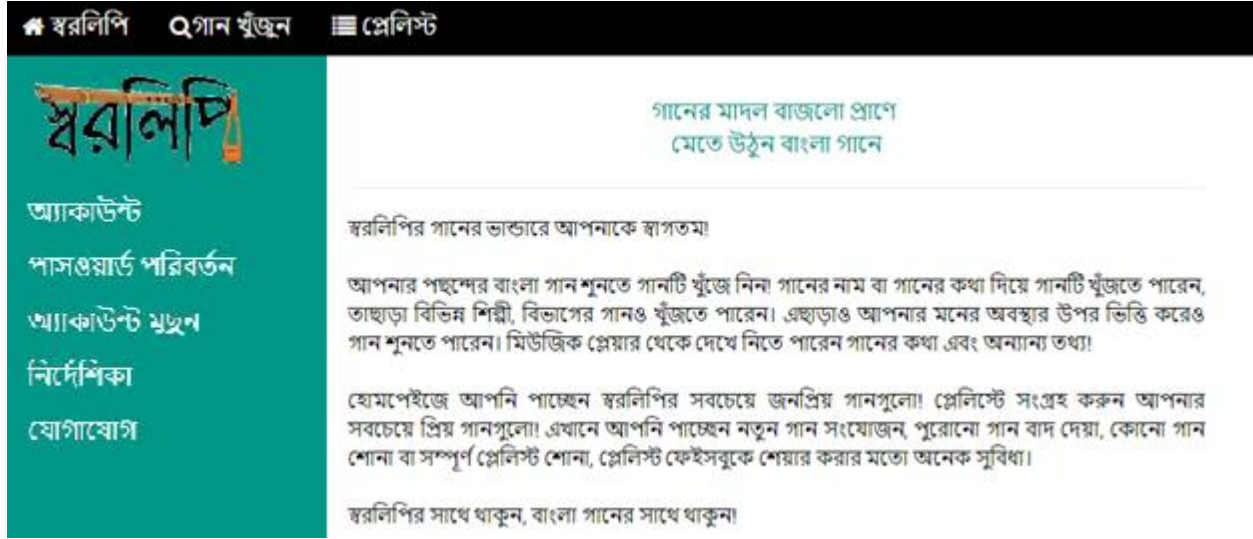 স্বরলিপি গান খুঁজুন প্লেলিস্ট
স্বরলিপি
অ্যাকাউন্ট
পাসওয়ার্ড পরিবর্তন
অ্যাকাউন্ট মুছুন
নির্দেশিকা
যোগাযোগ
গানের মাদল বাজলো প্রাণে
মেতে উঠুন বাংলা গানে
স্বরলিপির গানের ভান্ডারে আপনাকে স্বাগতম!
আপনার পছন্দের বাংলা গান শুনতে গানটি খুঁজে নিন! গানের নাম বা গানের কথা দিয়ে গানটি খুঁজতে পারেন,
তাছাড়া বিভিন্ন শিল্পী, বিভাগের গানও খুঁজতে পারেন। এছাড়াও আপনার মনের অবস্থার উপর ভিত্তি করেও
গান শুনতে পারেন। মিউজিক প্লেয়ার থেকে দেখে নিতে পারেন গানের কথা এবং অন্যান্য তথ্য!
হোমপেইজে আপনি পাচ্ছেন স্বরলিপির সবচেয়ে জনপ্রিয় গানগুলো! প্লেলিস্টে সংগ্রহ করুন আপনার
সবচেয়ে প্রিয় গানগুলো! এখানে আপনি পাচ্ছেন নতুন গান সংযোজন, পুরোনো গান বাদ দেয়া, কোনো গান
শোনা বা সম্পূর্ণ প্লেলিস্ট শোনা, প্লেলিস্ট ফেইসবুকে শেয়ার করার মতো অনেক সুবিধা।
স্বরলিপির সাথে থাকুন, বাংলা গানের সাথে থাকুন!